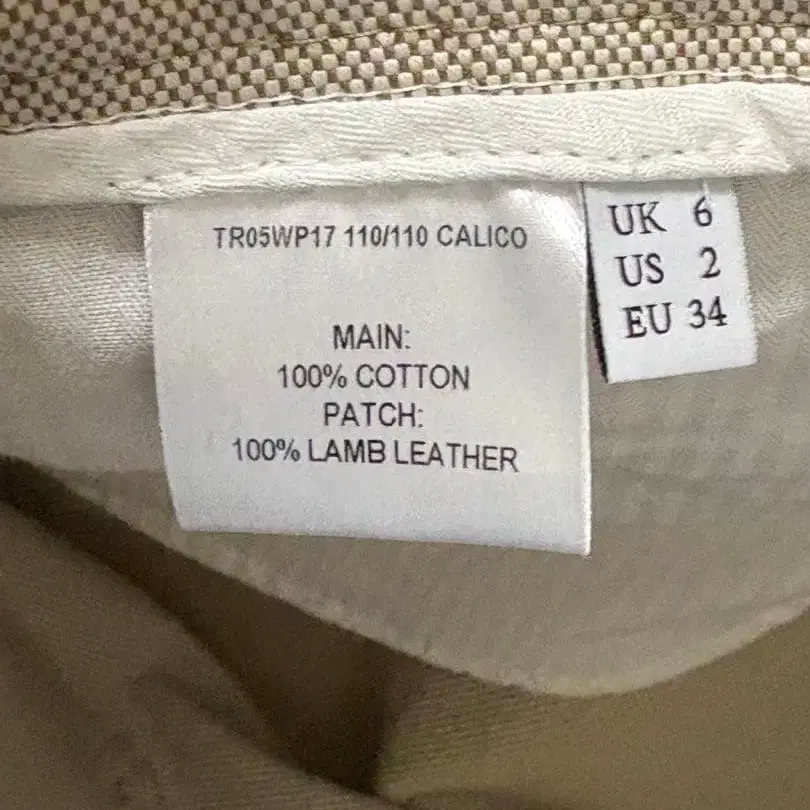 TR05WP17 110/110 CALICO
MAIN:
100% COTTON
PATCH:
100% LAMB LEATHER
UK 6
US 2
EU 34